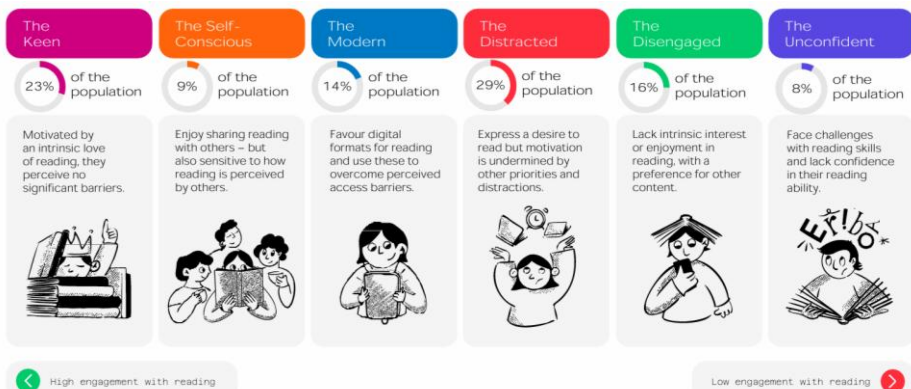 The
Keen
23%
of the
population
Motivated by
an intrinsic love
of reading, they
perceive no
significant barriers.
The Self-
Conscious
9%
of the
population
Enjoy sharing reading
with others – but
also sensitive to how
reading is perceived
by others.
The
Modern
14%
of the
population
Favour digital
formats for reading
and use these to
overcome perceived
access barriers.
The
Distracted
29%
of the
population
Express a desire to
read but motivation
is undermined by
other priorities and
distractions.
The
Disengaged
16%
of the
population
Lack intrinsic interest
or enjoyment in
reading, with a
preference for other
content.
The
Unconfident
8%
of the
population
Face challenges
with reading skills
and lack confidence
in their reading
ability.
High engagement with reading
Low engagement with reading